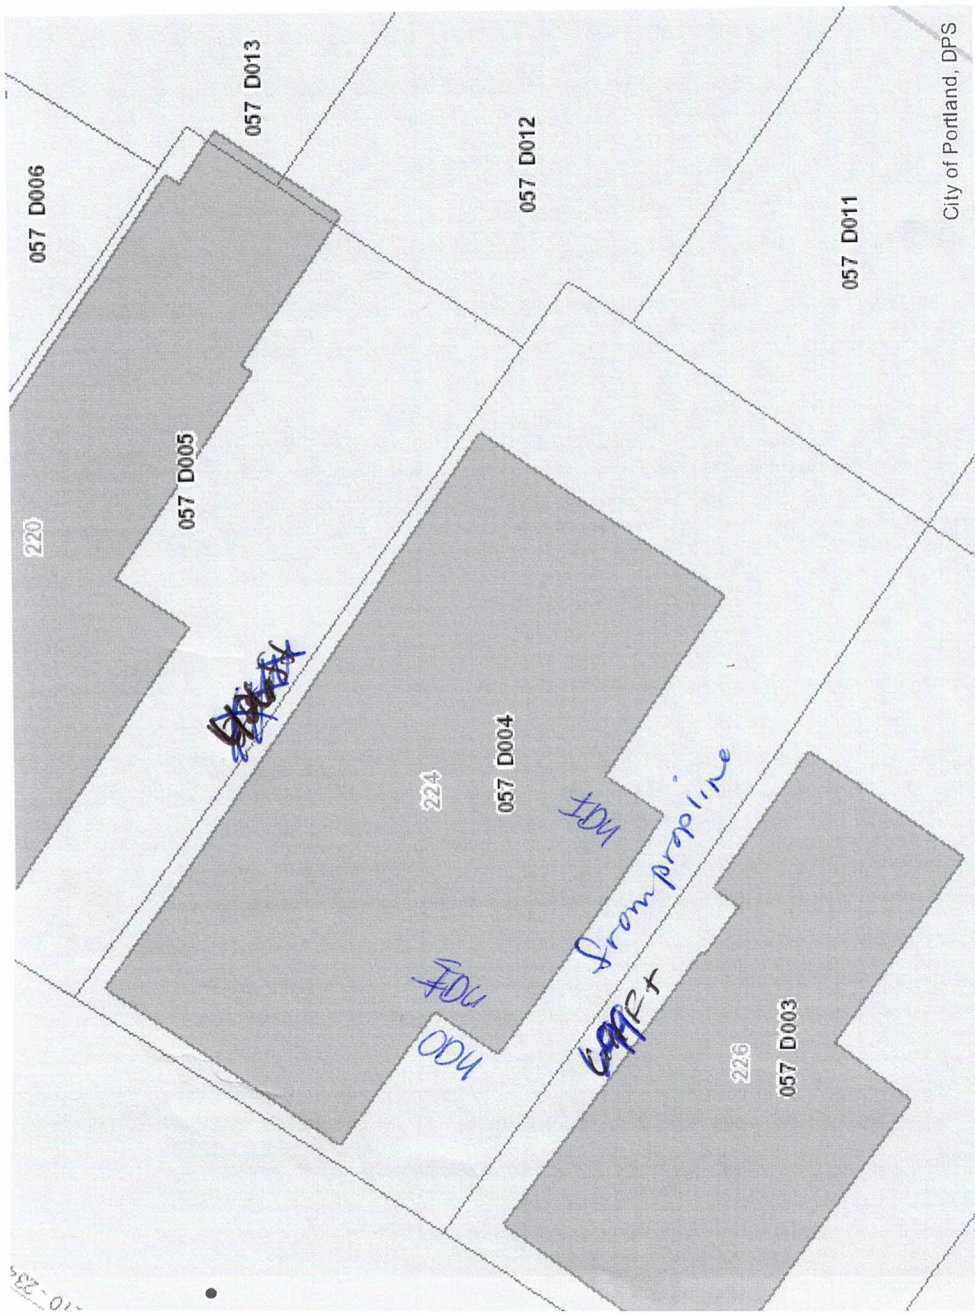 057 D006
057 D013
220
057 D012
057 D005
057 D011
City of Portland, DPS
224
057 D004
from propline
Ft
226
057 D003